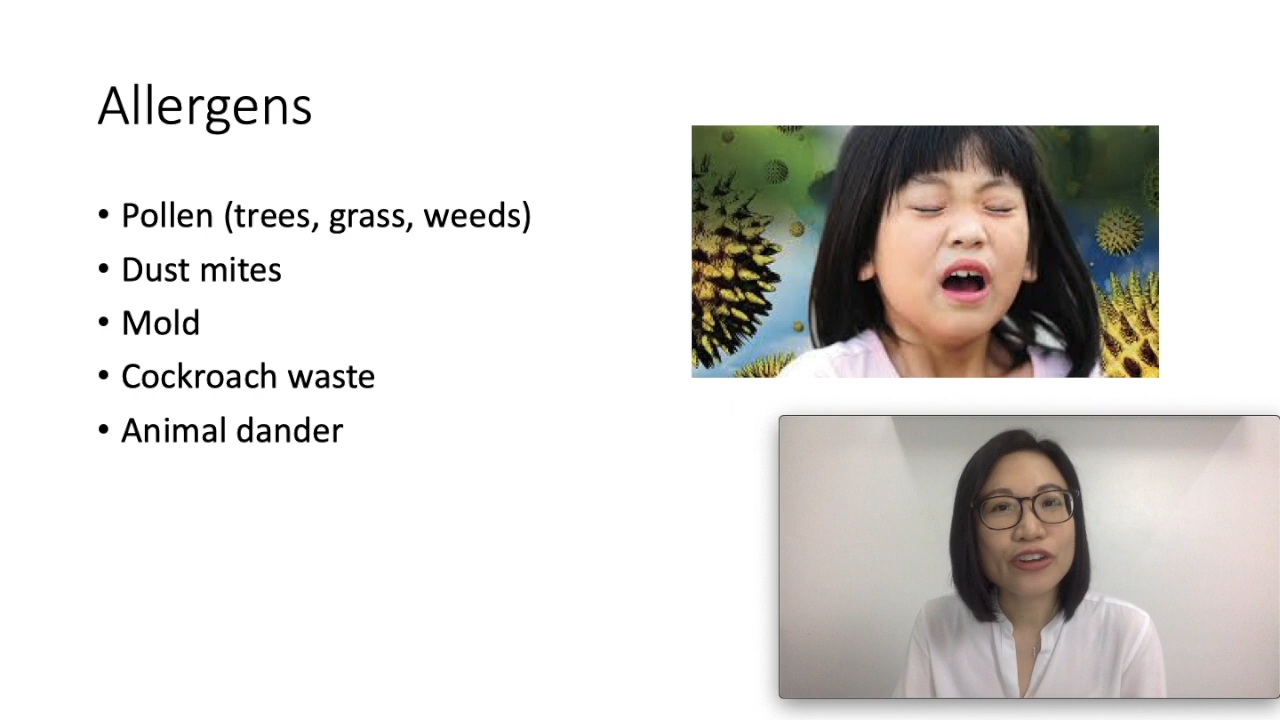 Allergens
• Pollen (trees, grass, weeds)
• Dust mites
• Mold
• Cockroach waste
• Animal dander